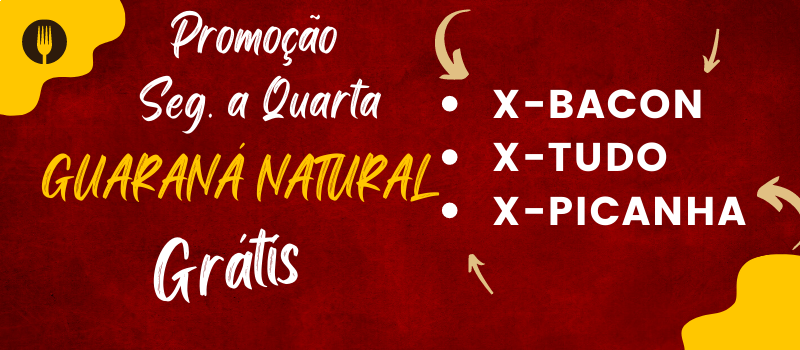 Promoção
Seg. a Quarta
GUARANÁ NATURAL
Grátis
• X-BACON
• X-TUDO
• X-PICANHA